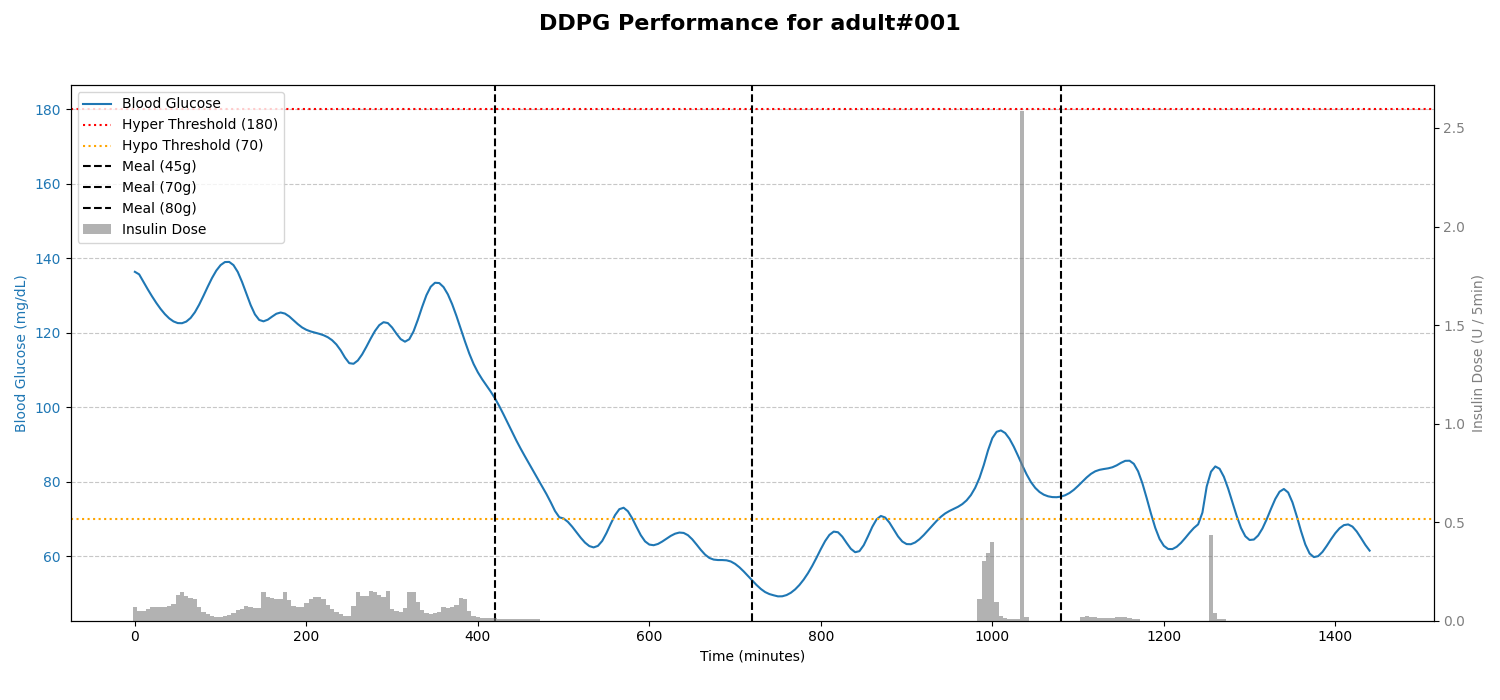 DDPG Performance for adult#001
Blood Glucose
Hyper Threshold (180)
Hypo Threshold (70)
Meal (45g)
Meal (70g)
Meal (80g)
Insulin Dose
Blood Glucose (mg/dL)
180
160
140
120
100
80
60
2.5
2.0
1.5
1.0
0.5
0.0
Insulin Dose (U / 5min)
0
200
400
600
800
1000
1200
1400
Time (minutes)